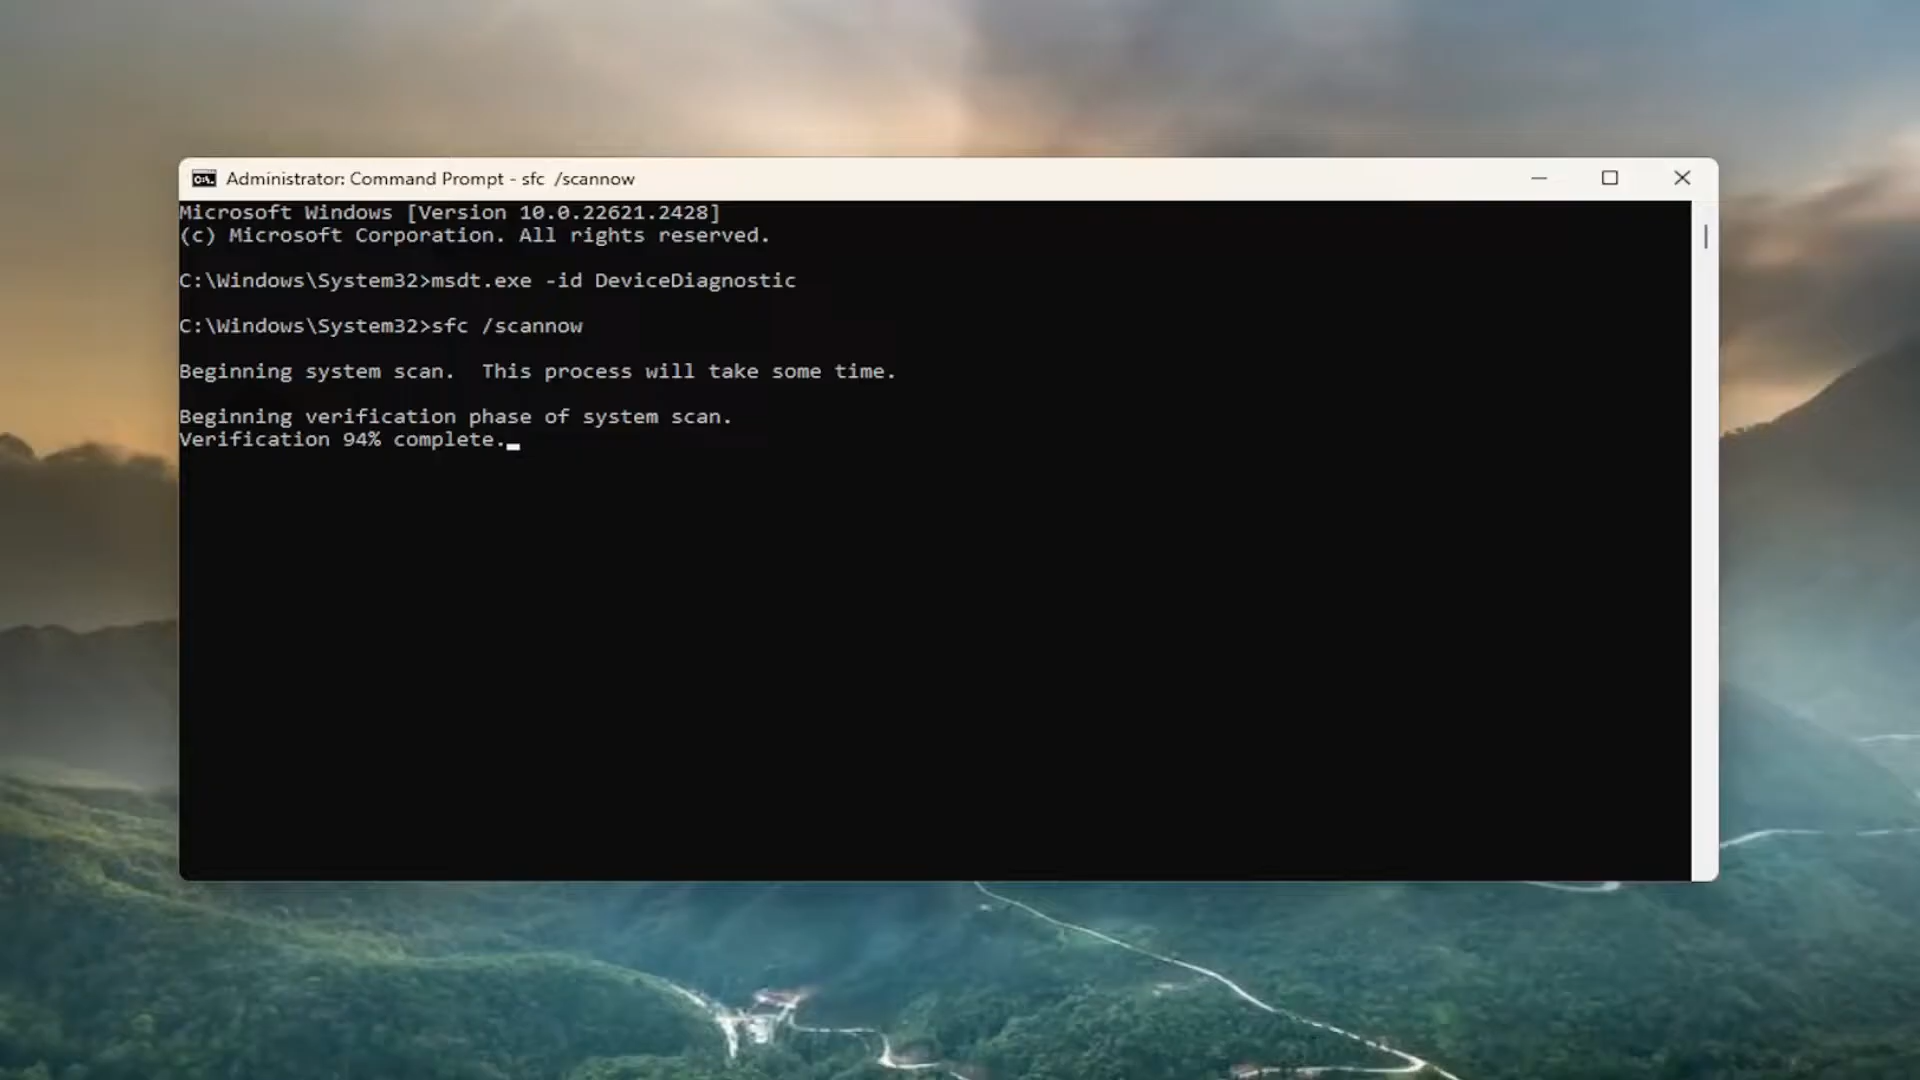 Administrator: Command Prompt - sfc  /scannow
Microsoft Windows [Version 10.0.22621.2428]
(c) Microsoft Corporation. All rights reserved.
C:\Windows\System32>msdt.exe -id DeviceDiagnostic
C:\Windows\System32>sfc /scannow
Beginning system scan.  This process will take some time.
Beginning verification phase of system scan.
Verification 94% complete.